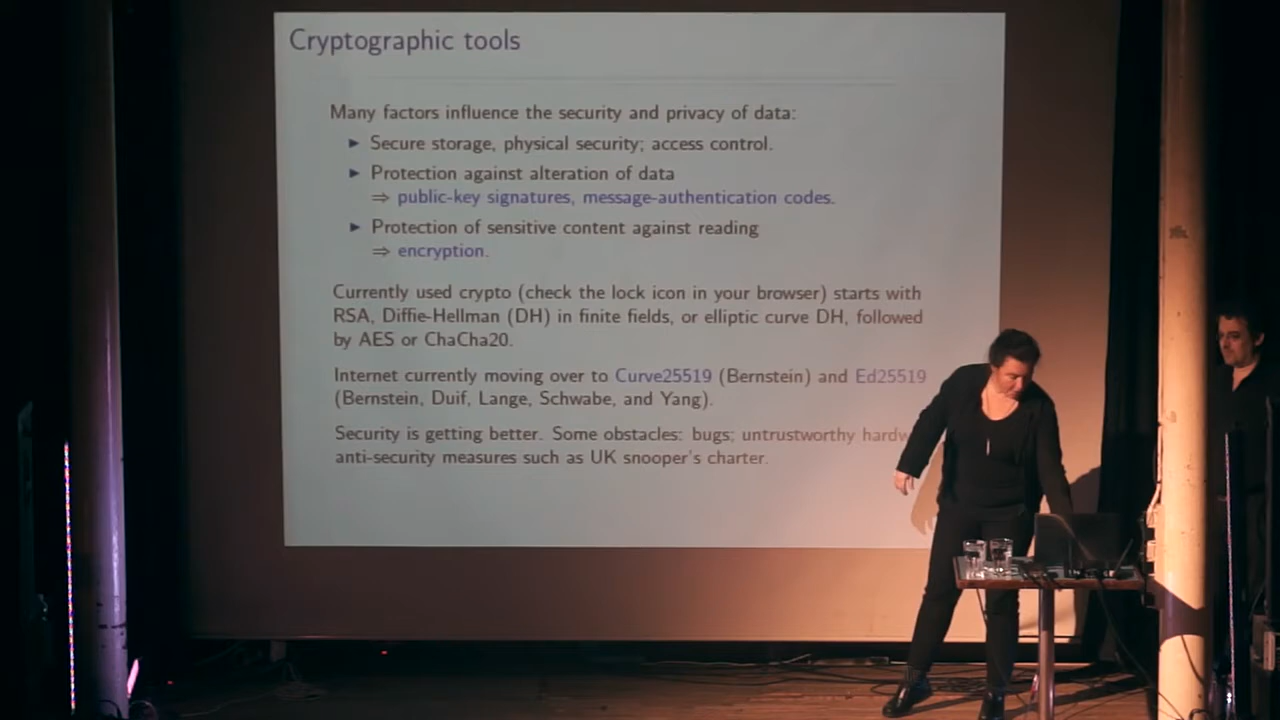 Cryptographic tools
Many factors influence the security and privacy of data:
▶ Secure storage, physical security; access control.
▶ Protection against alteration of data
⇒ public-key signatures, message-authentication codes.
▶ Protection of sensitive content against reading
⇒ encryption.
Currently used crypto (check the lock icon in your browser) starts with
RSA, Diffie-Hellman (DH) in finite fields, or elliptic curve DH, followed
by AES or ChaCha20.
Internet currently moving over to Curve25519 (Bernstein) and Ed25519
(Bernstein, Duif, Lange, Schwabe, and Yang).
Security is getting better. Some obstacles: bugs; untrustworthy hardw
anti-security measures such as UK snooper's charter.